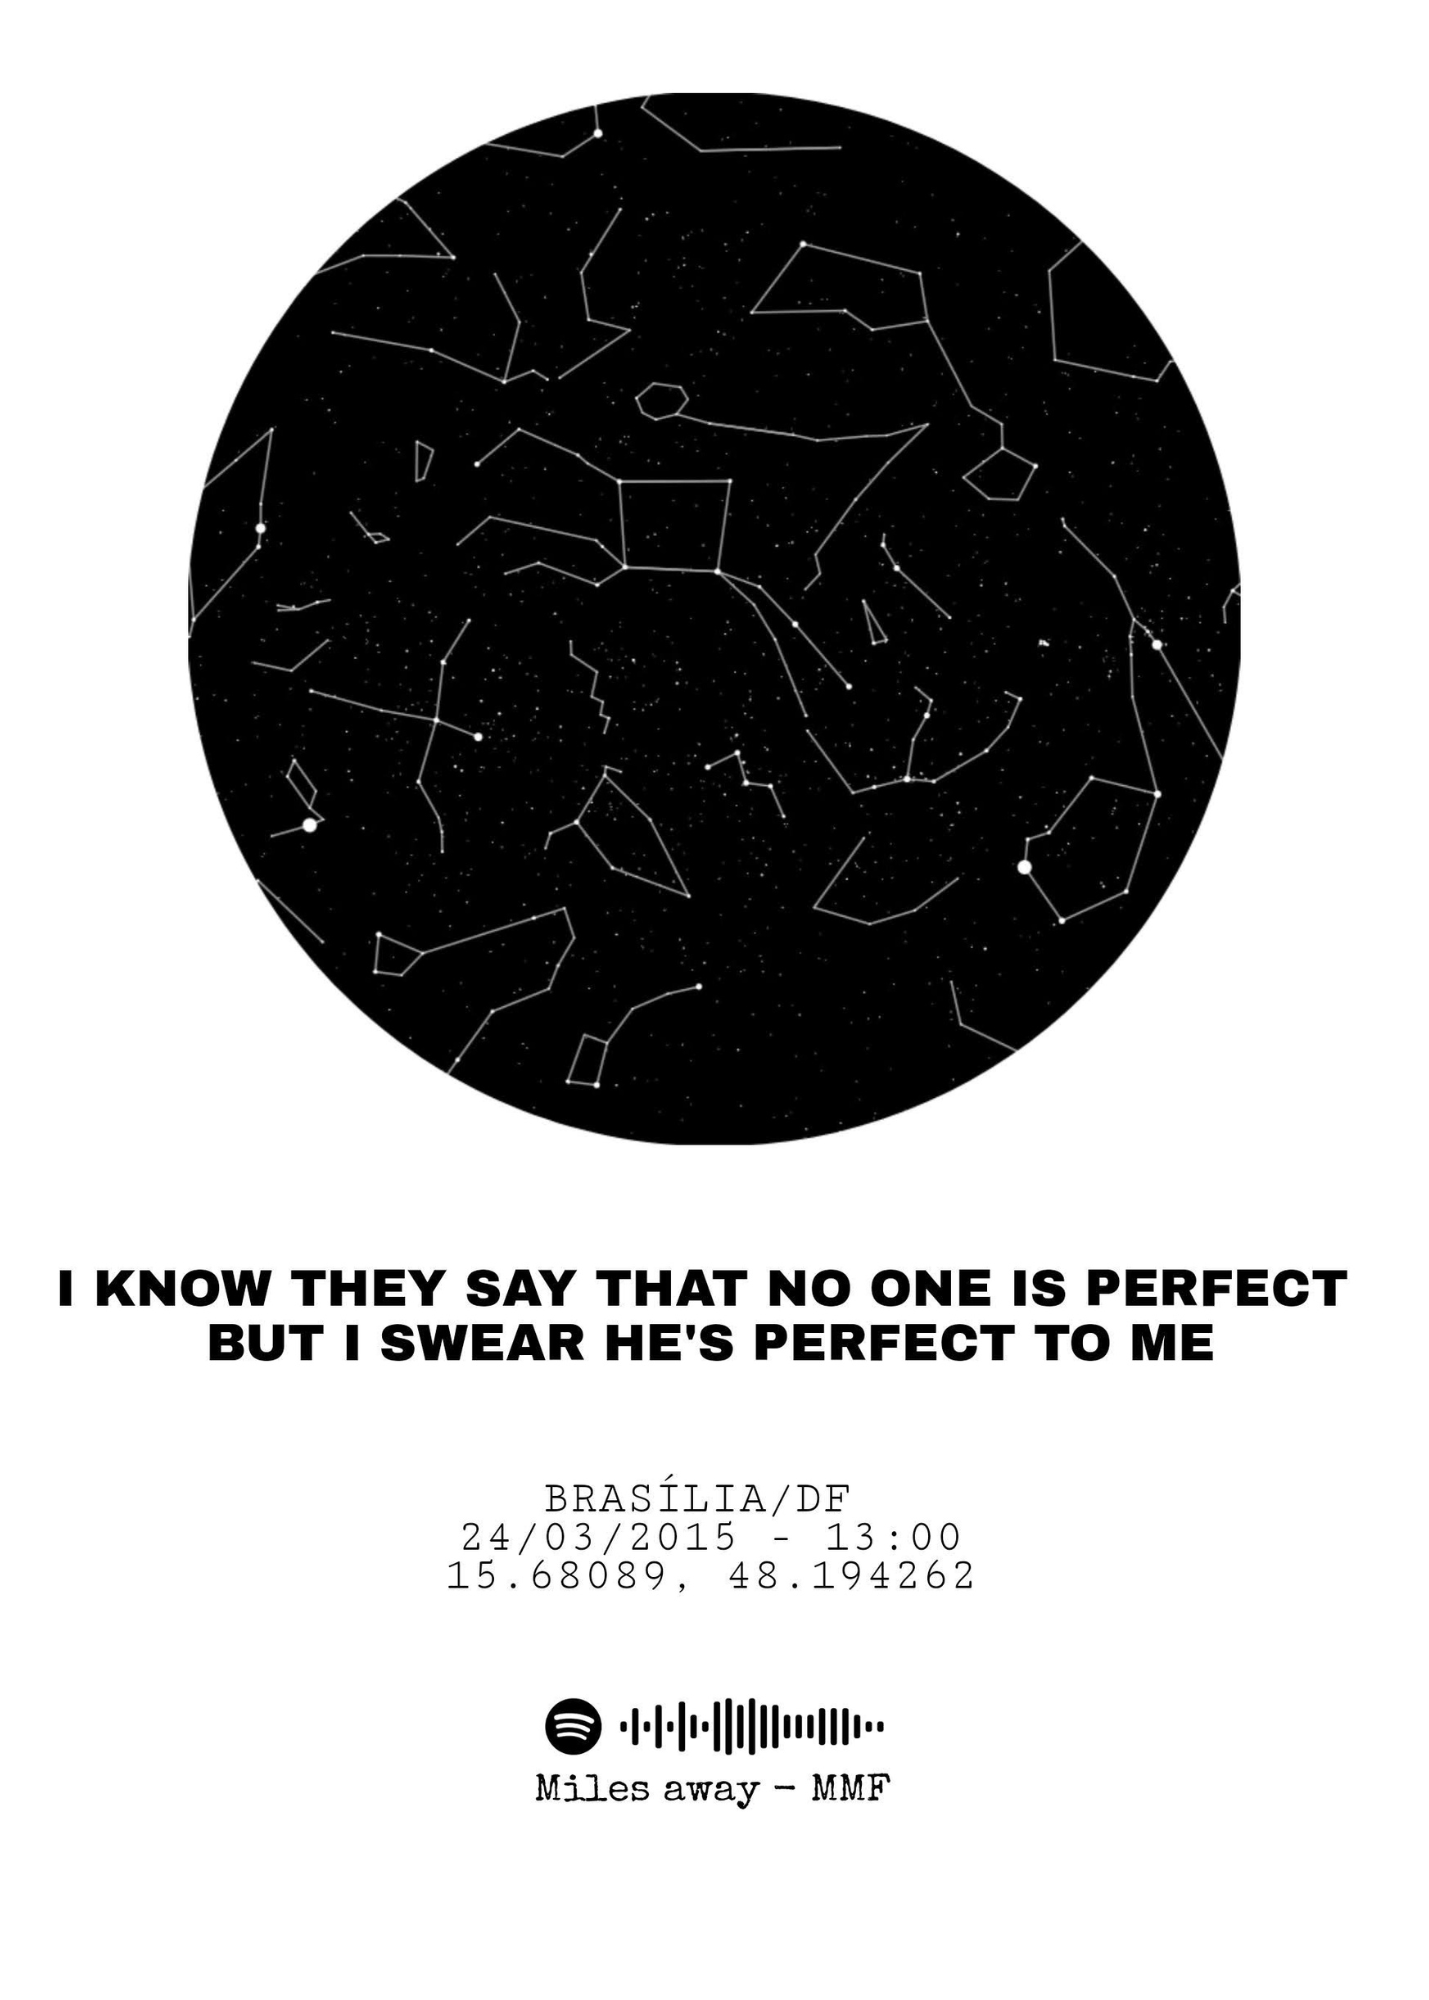 I KNOW THEY SAY THAT NO ONE IS PERFECT
BUT I SWEAR HE'S PERFECT TO ME
BRASÍLIA/DF
24/03/2015 - 13:00
15.68089, 48.194262
Miles away - MMF